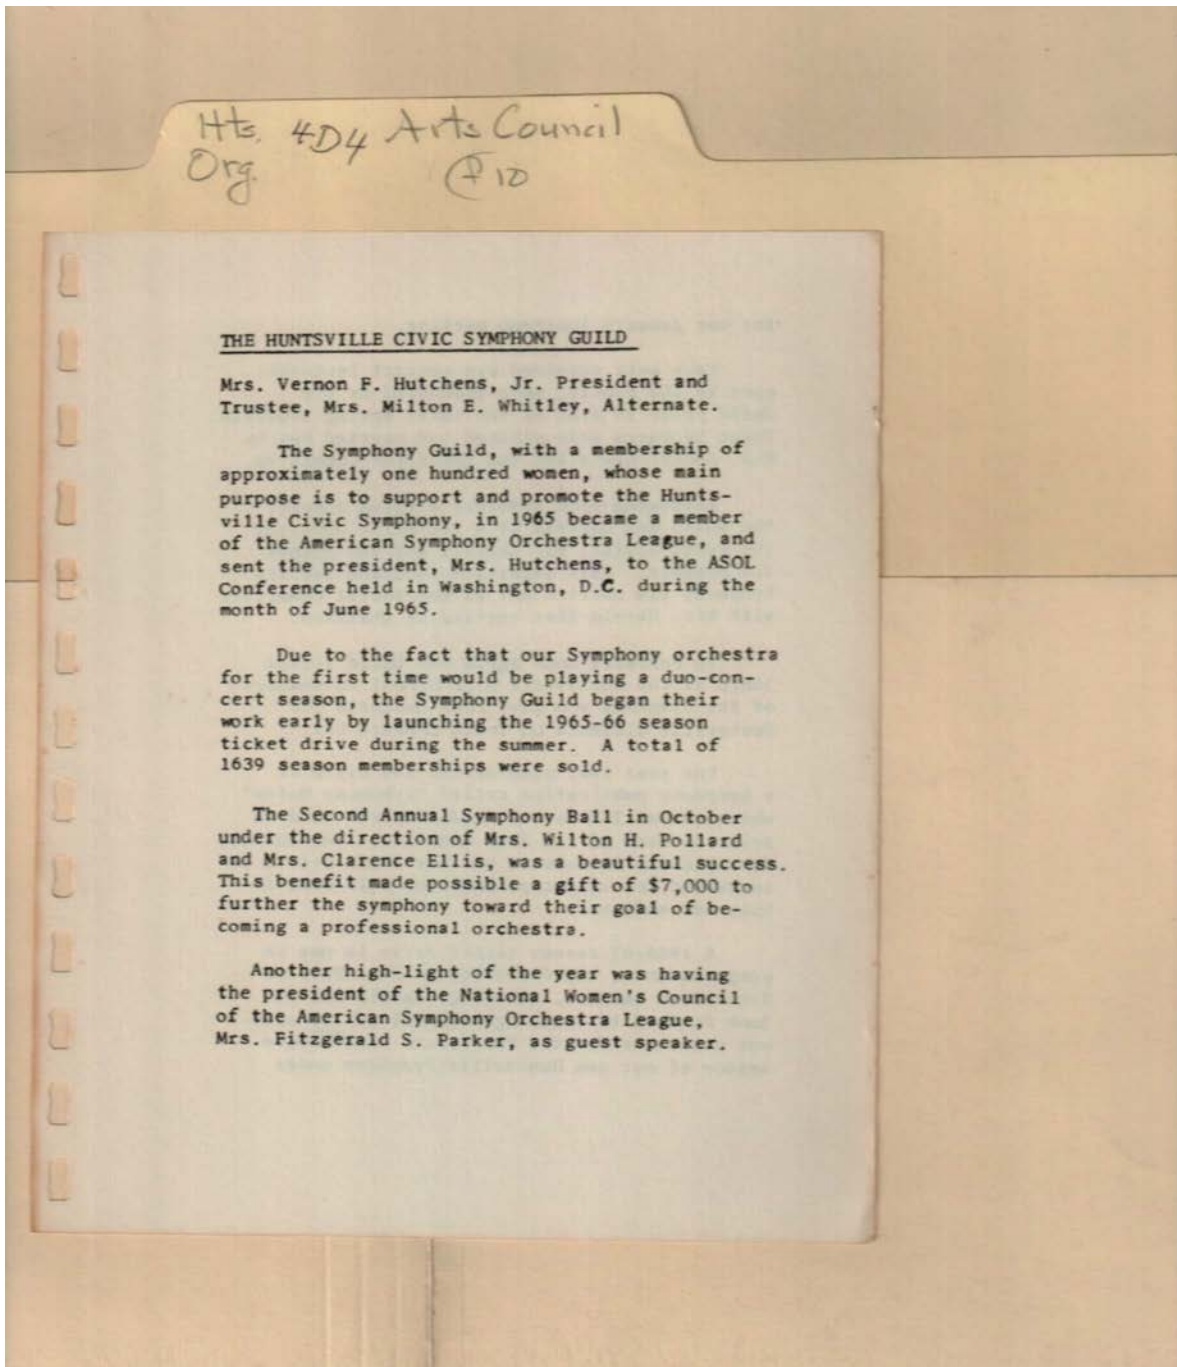 Hts. 4D4 Arts Council
Org. 10
THE HUNTSVILLE CIVIC SYMPHONY GUILD
Mrs. Vernon F. Hutchens, Jr. President and
Trustee, Mrs. Milton E. Whitley, Alternate.
The Symphony Guild, with a membership of
approximately one hundred women, whose main
purpose is to support and promote the Hunts-
ville Civic Symphony, in 1965 became a member
of the American Symphony Orchestra League, and
sent the president, Mrs. Hutchens, to the ASOL
Conference held in Washington, D.C. during the
month of June 1965.
Due to the fact that our Symphony orchestra
for the first time would be playing a duo-con-
cert season, the Symphony Guild began their
work early by launching the 1965-66 season
ticket drive during the summer. A total of
1639 season memberships were sold.
The Second Annual Symphony Ball in October
under the direction of Mrs. Wilton H. Pollard
and Mrs. Clarence Ellis, was a beautiful success.
This benefit made possible a gift of $7,000 to
further the symphony toward their goal of be-
coming a professional orchestra.
Another high-light of the year was having
the president of the National Women's Council
of the American Symphony Orchestra League,
Mrs. Fitzgerald S. Parker, as guest speaker.